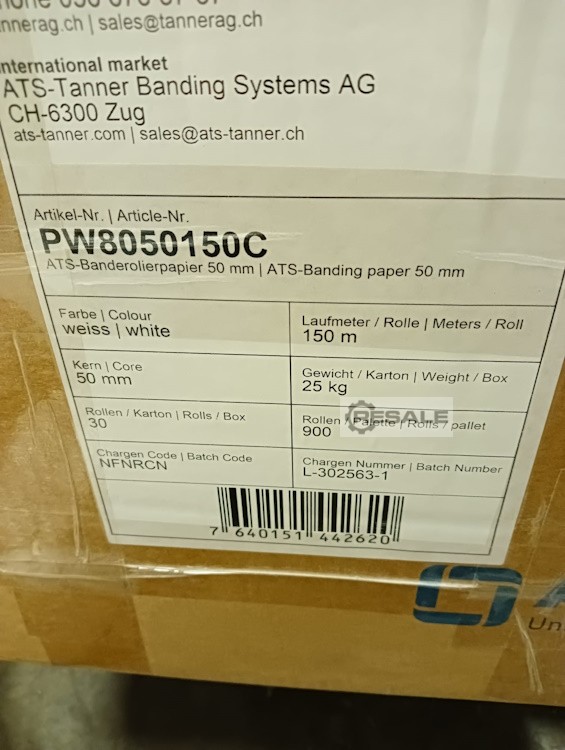 nnerag.ch | sales@tannerag.ch
nternational market
ATS-Tanner Banding Systems AG
CH-6300 Zug
ats-tanner.com | sales@ats-tanner.ch
Artikel-Nr. | Article-Nr.
PW8050150C
ATS-Banderolierpapier 50 mm | ATS-Banding paper 50 mm
Farbe | Colour
weiss | white
Laufmeter / Rolle | Meters / Roll
150 m
Kern | Core
50 mm
Gewicht / Karton | Weight / Box
25 kg
Rollen / Karton | Rolls / Box
30
Rollen / Palette | Rolls / pallet
900
RESALE
Chargen Code | Batch Code
NFNRCN
Chargen Nummer | Batch Number
L-302563-1
7 640151 442620
Un